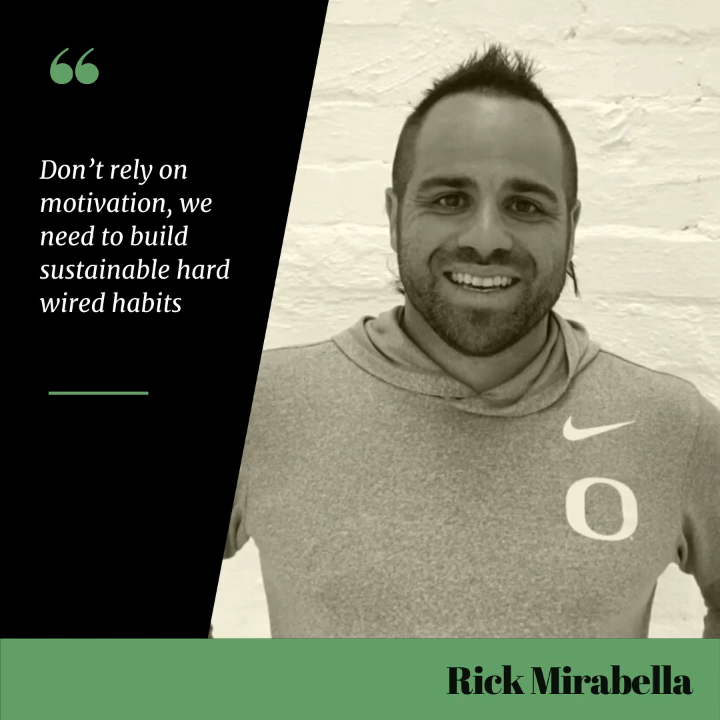 “
Don’t rely on
motivation, we
need to build
sustainable hard
wired habits
O
Rick Mirabella